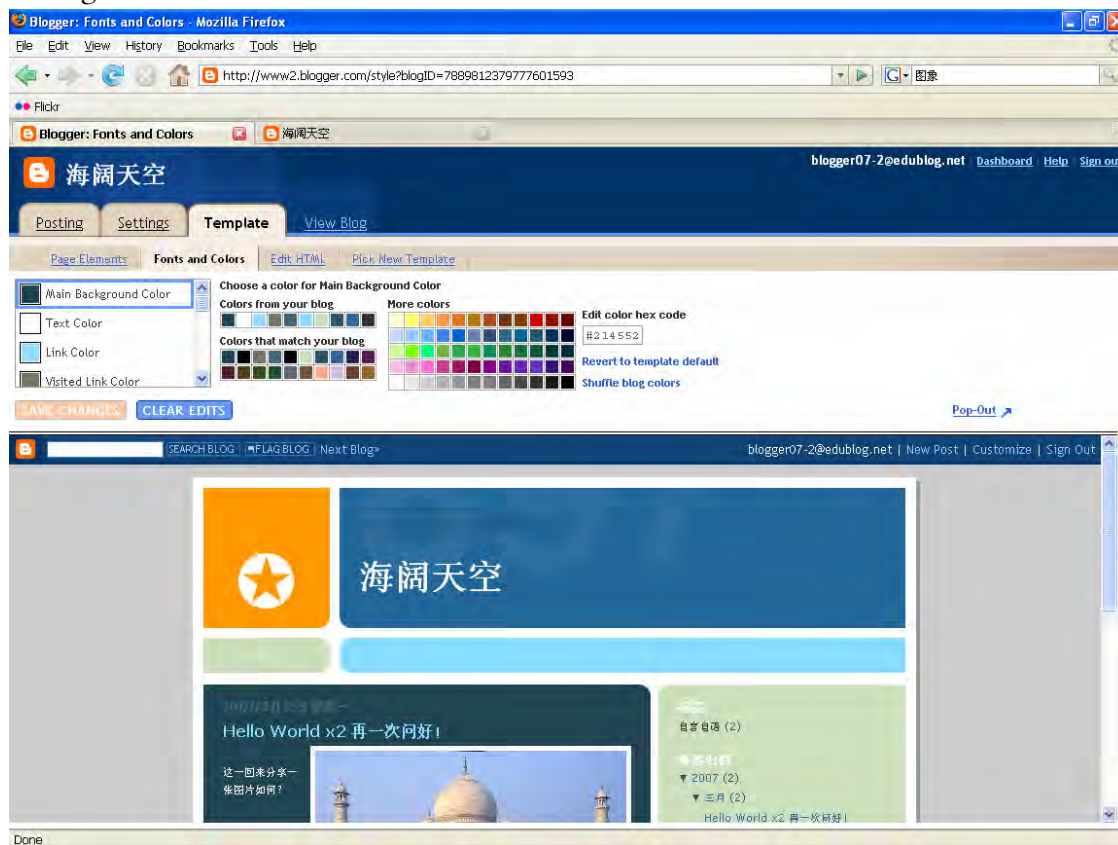 Blogger: Fonts and Colors - Mozilla Firefox
File Edit View History Bookmarks Tools Help
http://www2.blogger.com/style?blogID=7889812379777601593 G 图象
Flickr
Blogger: Fonts and Colors 海阔天空
海阔天空 blogger07-2@edublog.net Dashboard Help Sign ou
Posting Settings Template View Blog
Page Elements Fonts and Colors Edit HTML Pick New Template
Main Background Color
Text Color
Link Color
Visited Link Color
Choose a color for Main Background Color
Colors from your blog
Colors that match your blog
More colors
Edit color hex code
#214552
Revert to template default
Shuffle blog colors
SAVE CHANGES CLEAR EDITS Pop-Out
SEARCH BLOG FLAG BLOG Next Blog» blogger07-2@edublog.net | New Post | Customize | Sign Out
海阔天空
Hello World x2 再一次问好!
这一回来分享一
张图片如何?
自言自语 (2)
▼ 2007 (2)
▼ 三月 (2)
Hello World x2 再一次问好!
Done